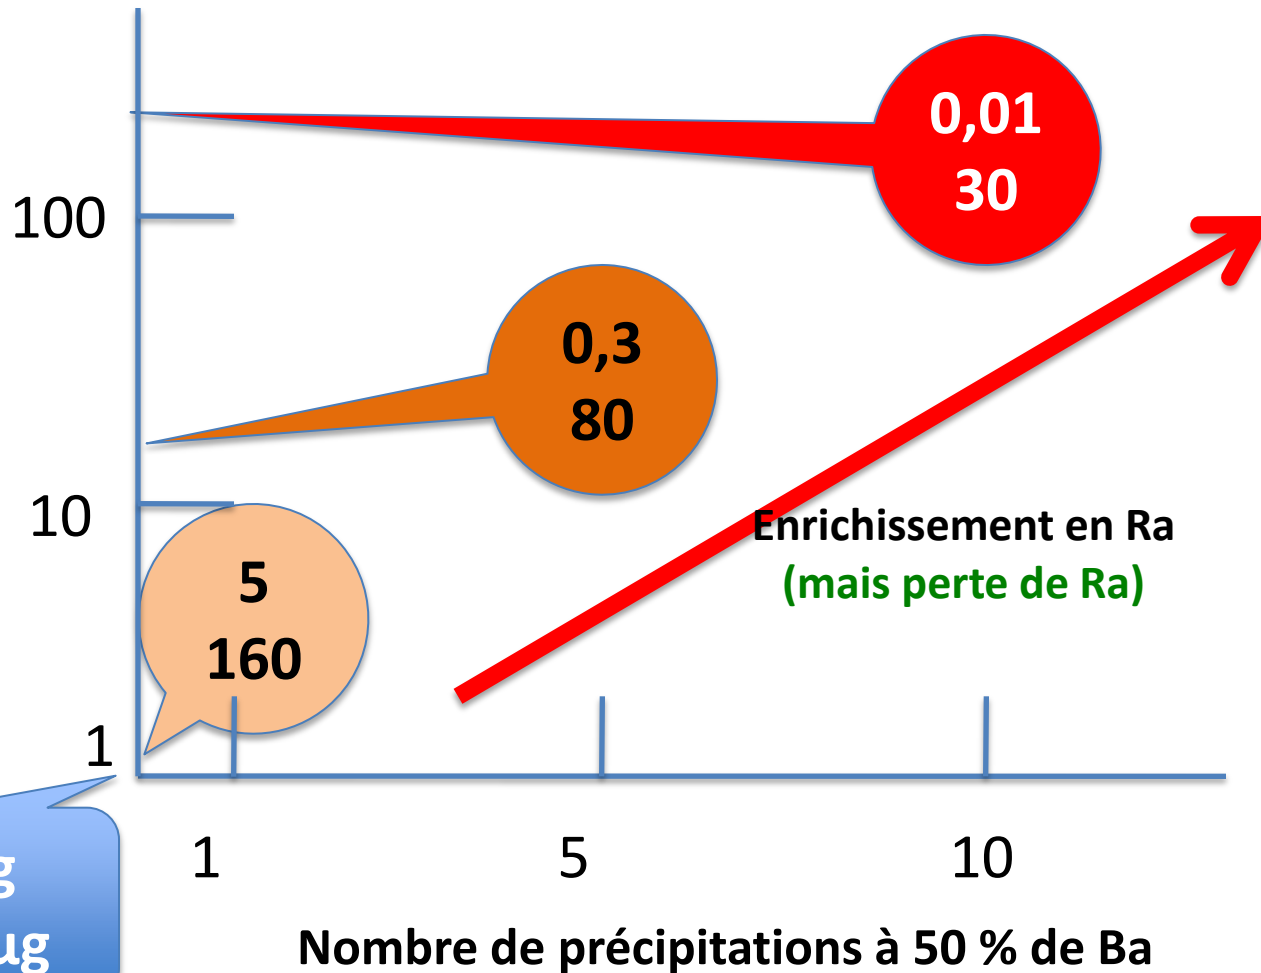 0,01
30
100
0,3
80
10
Enrichissement en Ra
(mais perte de Ra)
5
160
1
g
µg
1
5
10
Nombre de précipitations à 50 % de Ba